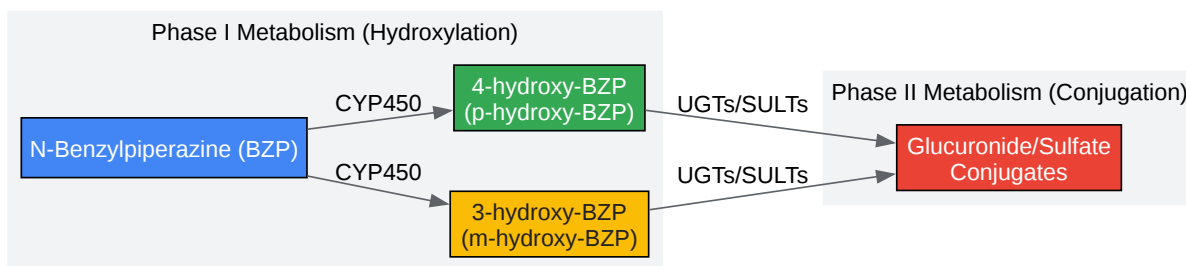 Phase I Metabolism (Hydroxylation)
N-Benzylpiperazine (BZP)
CYP450
CYP450
4-hydroxy-BZP
(p-hydroxy-BZP)
3-hydroxy-BZP
(m-hydroxy-BZP)
UGTs/SULTs
UGTs/SULTs
Phase II Metabolism (Conjugation)
Glucuronide/Sulfate
Conjugates